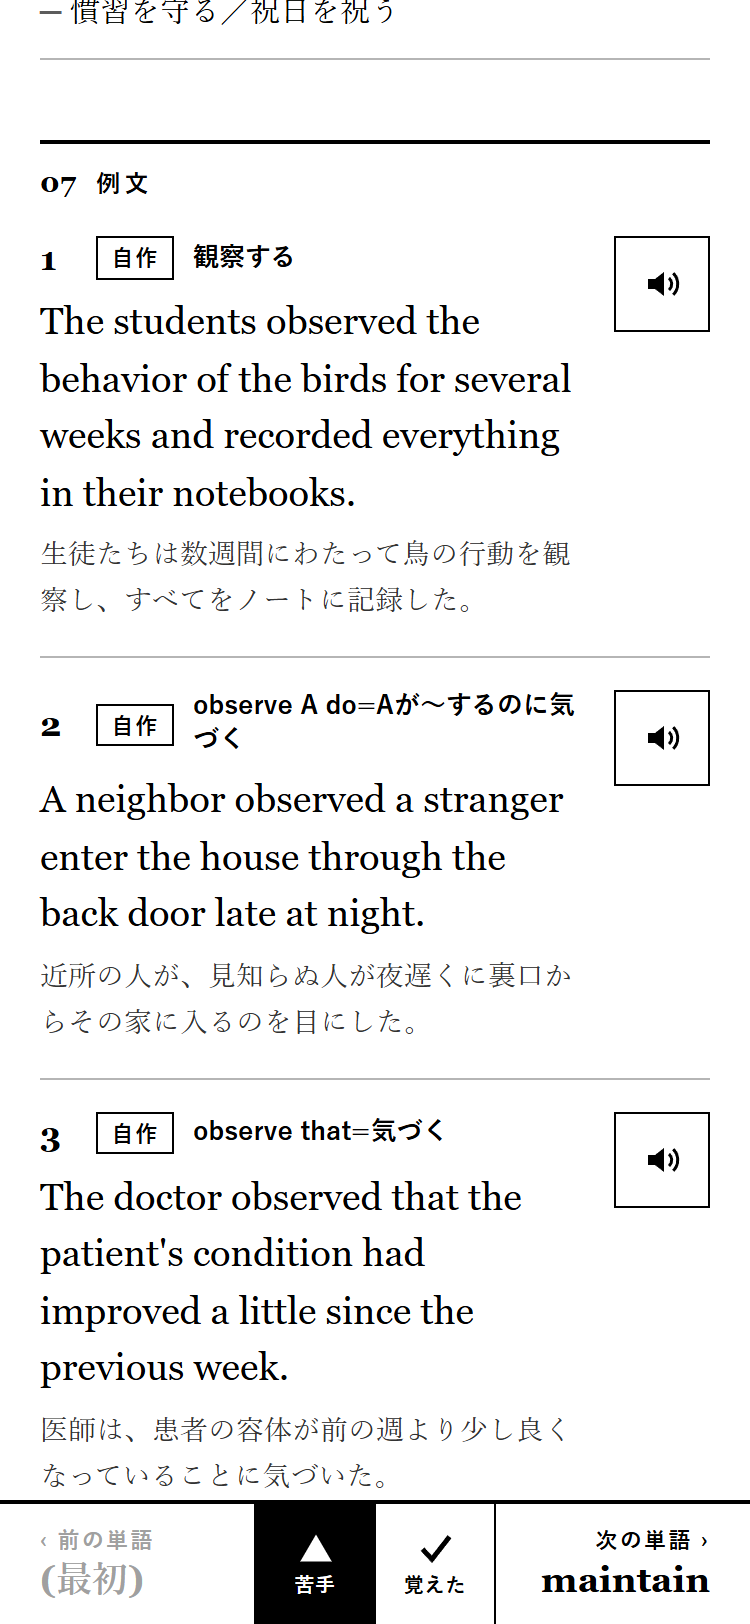 — 慣習を守る／祝日を祝う
07 例文
1 自作 観察する
The students observed the
behavior of the birds for several
weeks and recorded everything
in their notebooks.
生徒たちは数週間にわたって鳥の行動を観
察し、すべてをノートに記録した。
2 自作 observe A do=Aが〜するのに気
づく
A neighbor observed a stranger
enter the house through the
back door late at night.
近所の人が、見知らぬ人が夜遅くに裏口か
らその家に入るのを目にした。
3 自作 observe that=気づく
The doctor observed that the
patient's condition had
improved a little since the
previous week.
医師は、患者の容体が前の週より少し良く
なっていることに気づいた。
‹ 前の単語
(最初)
苦手
覚えた
次の単語 ›
maintain